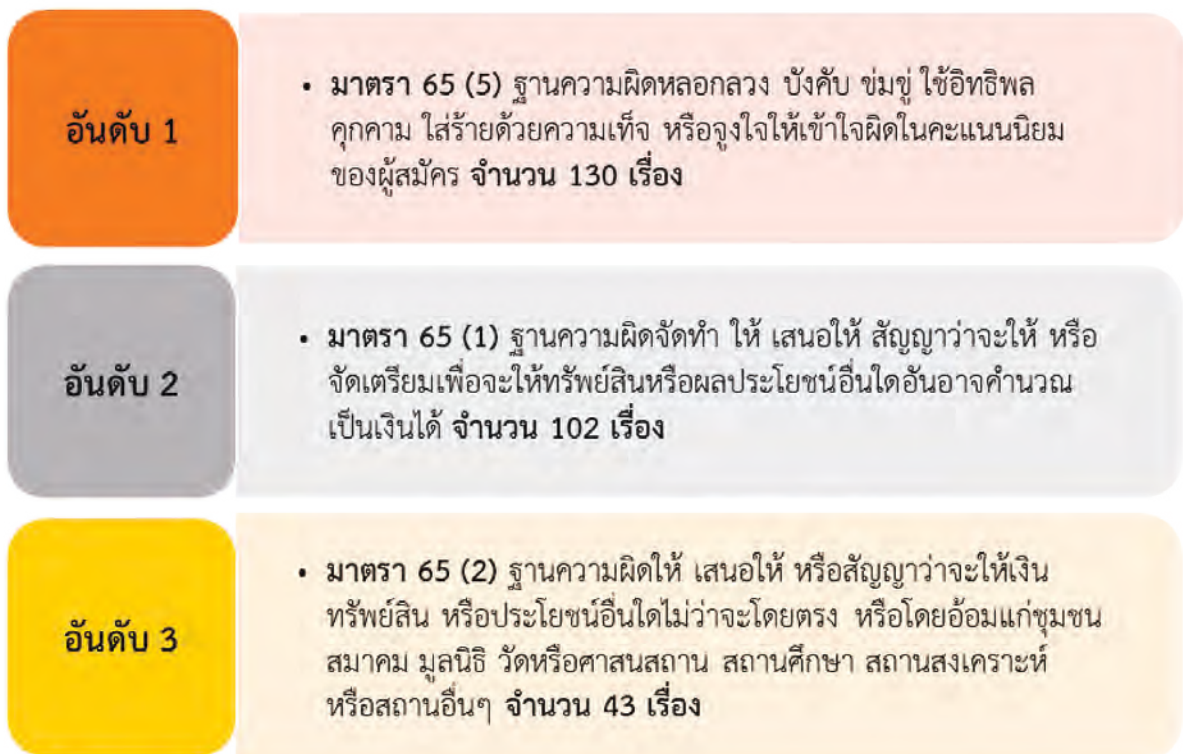 อันดับ 1
• มาตรา 65 (5) ฐานความผิดหลอกลวง บังคับ ข่มขู่ ใช้อิทธิพล
คุกคาม ใส่ร้ายด้วยความเท็จ หรือจูงใจให้เข้าใจผิดในคะแนนนิยม
ของผู้สมัคร จำนวน 130 เรื่อง
อันดับ 2
• มาตรา 65 (1) ฐานความผิดจัดทำ ให้ เสนอให้ สัญญาว่าจะให้ หรือ
จัดเตรียมเพื่อจะให้ทรัพย์สินหรือผลประโยชน์อื่นใดอันอาจคำนวณ
เป็นเงินได้ จำนวน 102 เรื่อง
อันดับ 3
• มาตรา 65 (2) ฐานความผิดให้ เสนอให้ หรือสัญญาว่าจะให้เงิน
ทรัพย์สิน หรือประโยชน์อื่นใดไม่ว่าจะโดยตรง หรือโดยอ้อมแก่ชุมชน
สมาคม มูลนิธิ วัดหรือศาสนสถาน สถานศึกษา สถานสงเคราะห์
หรือสถานอื่นๆ จำนวน 43 เรื่อง